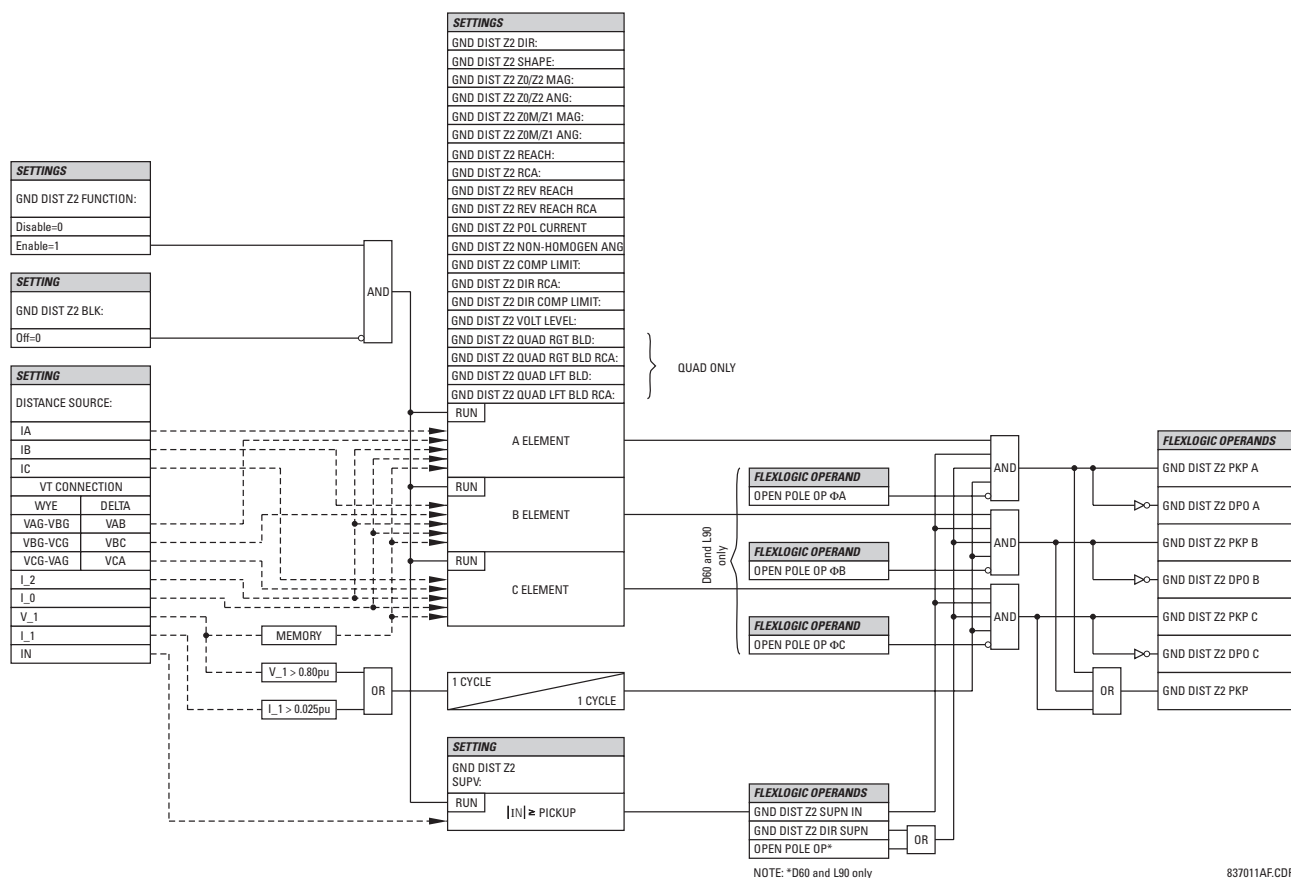 SETTINGS
GND DIST Z2 FUNCTION:
Disable=0
Enable=1
SETTING
GND DIST Z2 BLK:
Off=0
SETTING
DISTANCE SOURCE:
IA
IB
IC
VT CONNECTION
WYE DELTA
VAG-VBG VAB
VBG-VCG VBC
VCG-VAG VCA
I_2
I_0
V_1
I_1
IN
AND
MEMORY
V_1 > 0.80pu
I_1 > 0.025pu
OR
SETTINGS
GND DIST Z2 DIR:
GND DIST Z2 SHAPE:
GND DIST Z2 Z0/Z2 MAG:
GND DIST Z2 Z0/Z2 ANG:
GND DIST Z2 Z0M/Z1 MAG:
GND DIST Z2 Z0M/Z1 ANG:
GND DIST Z2 REACH:
GND DIST Z2 RCA:
GND DIST Z2 REV REACH
GND DIST Z2 REV REACH RCA
GND DIST Z2 POL CURRENT
GND DIST Z2 NON-HOMOGEN ANG
GND DIST Z2 COMP LIMIT:
GND DIST Z2 DIR RCA:
GND DIST Z2 DIR COMP LIMIT:
GND DIST Z2 VOLT LEVEL:
GND DIST Z2 QUAD RGT BLD:
GND DIST Z2 QUAD RGT BLD RCA:
GND DIST Z2 QUAD LFT BLD:
GND DIST Z2 QUAD LFT BLD RCA:
QUAD ONLY
RUN
A ELEMENT
RUN
B ELEMENT
RUN
C ELEMENT
1 CYCLE
1 CYCLE
SETTING
GND DIST Z2
SUPV:
RUN
|IN| ≥ PICKUP
D60 and L90
only
FLEXLOGIC OPERAND
OPEN POLE OP ΦA
FLEXLOGIC OPERAND
OPEN POLE OP ΦB
FLEXLOGIC OPERAND
OPEN POLE OP ΦC
FLEXLOGIC OPERANDS
GND DIST Z2 SUPN IN
GND DIST Z2 DIR SUPN
OPEN POLE OP*
OR
NOTE: *D60 and L90 only
AND
AND
AND
OR
FLEXLOGIC OPERANDS
GND DIST Z2 PKP A
GND DIST Z2 DPO A
GND DIST Z2 PKP B
GND DIST Z2 DPO B
GND DIST Z2 PKP C
GND DIST Z2 DPO C
GND DIST Z2 PKP
837011AF.CDR